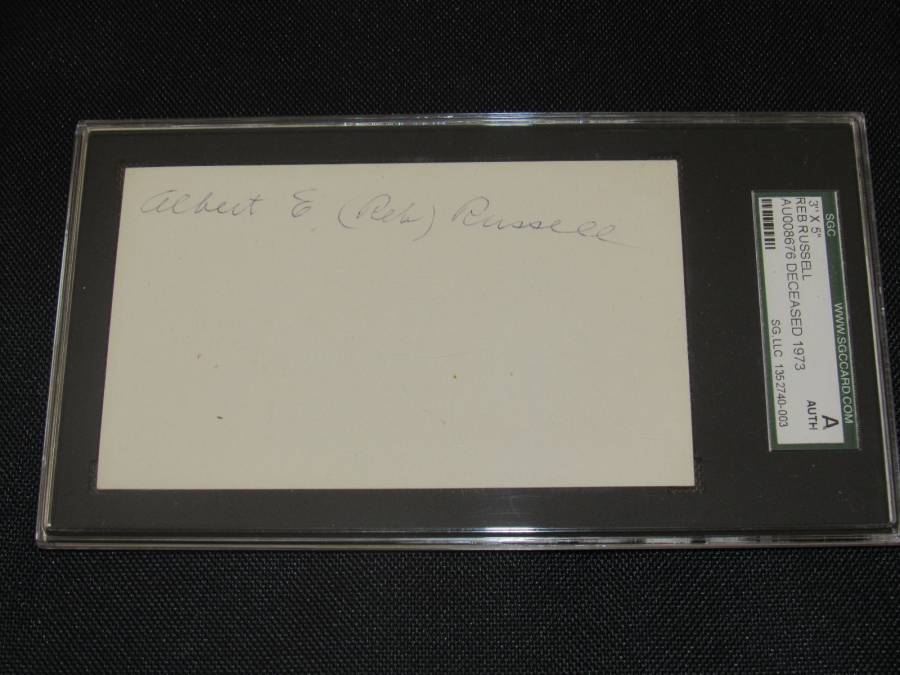 Albert E (Reb) Russell
SGC WWW.SGCCARD.COM
3" X 5"
REB RUSSELL
AU008676 DECEASED 1973
A
AUTH
SG LLC 1352740-003